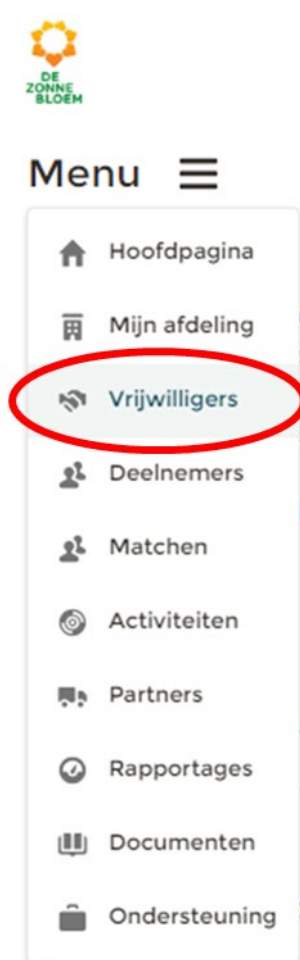 DE
ZONNE
BLOEM
Menu
Hoofdpagina
Mijn afdeling
Vrijwilligers
Deelnemers
Matchen
Activiteiten
Partners
Rapportages
Documenten
Ondersteuning